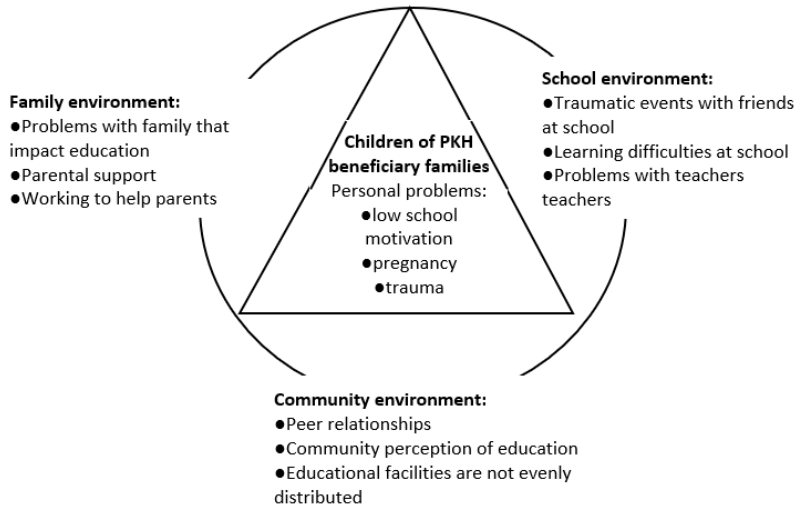 Family environment:
●Problems with family that
impact education
●Parental support
●Working to help parents
School environment:
●Traumatic events with friends
at school
●Learning difficulties at school
●Problems with teachers
teachers
Children of PKH
beneficiary families
Personal problems:
●low school
motivation
●pregnancy
●trauma
Community environment:
●Peer relationships
●Community perception of education
●Educational facilities are not evenly
distributed